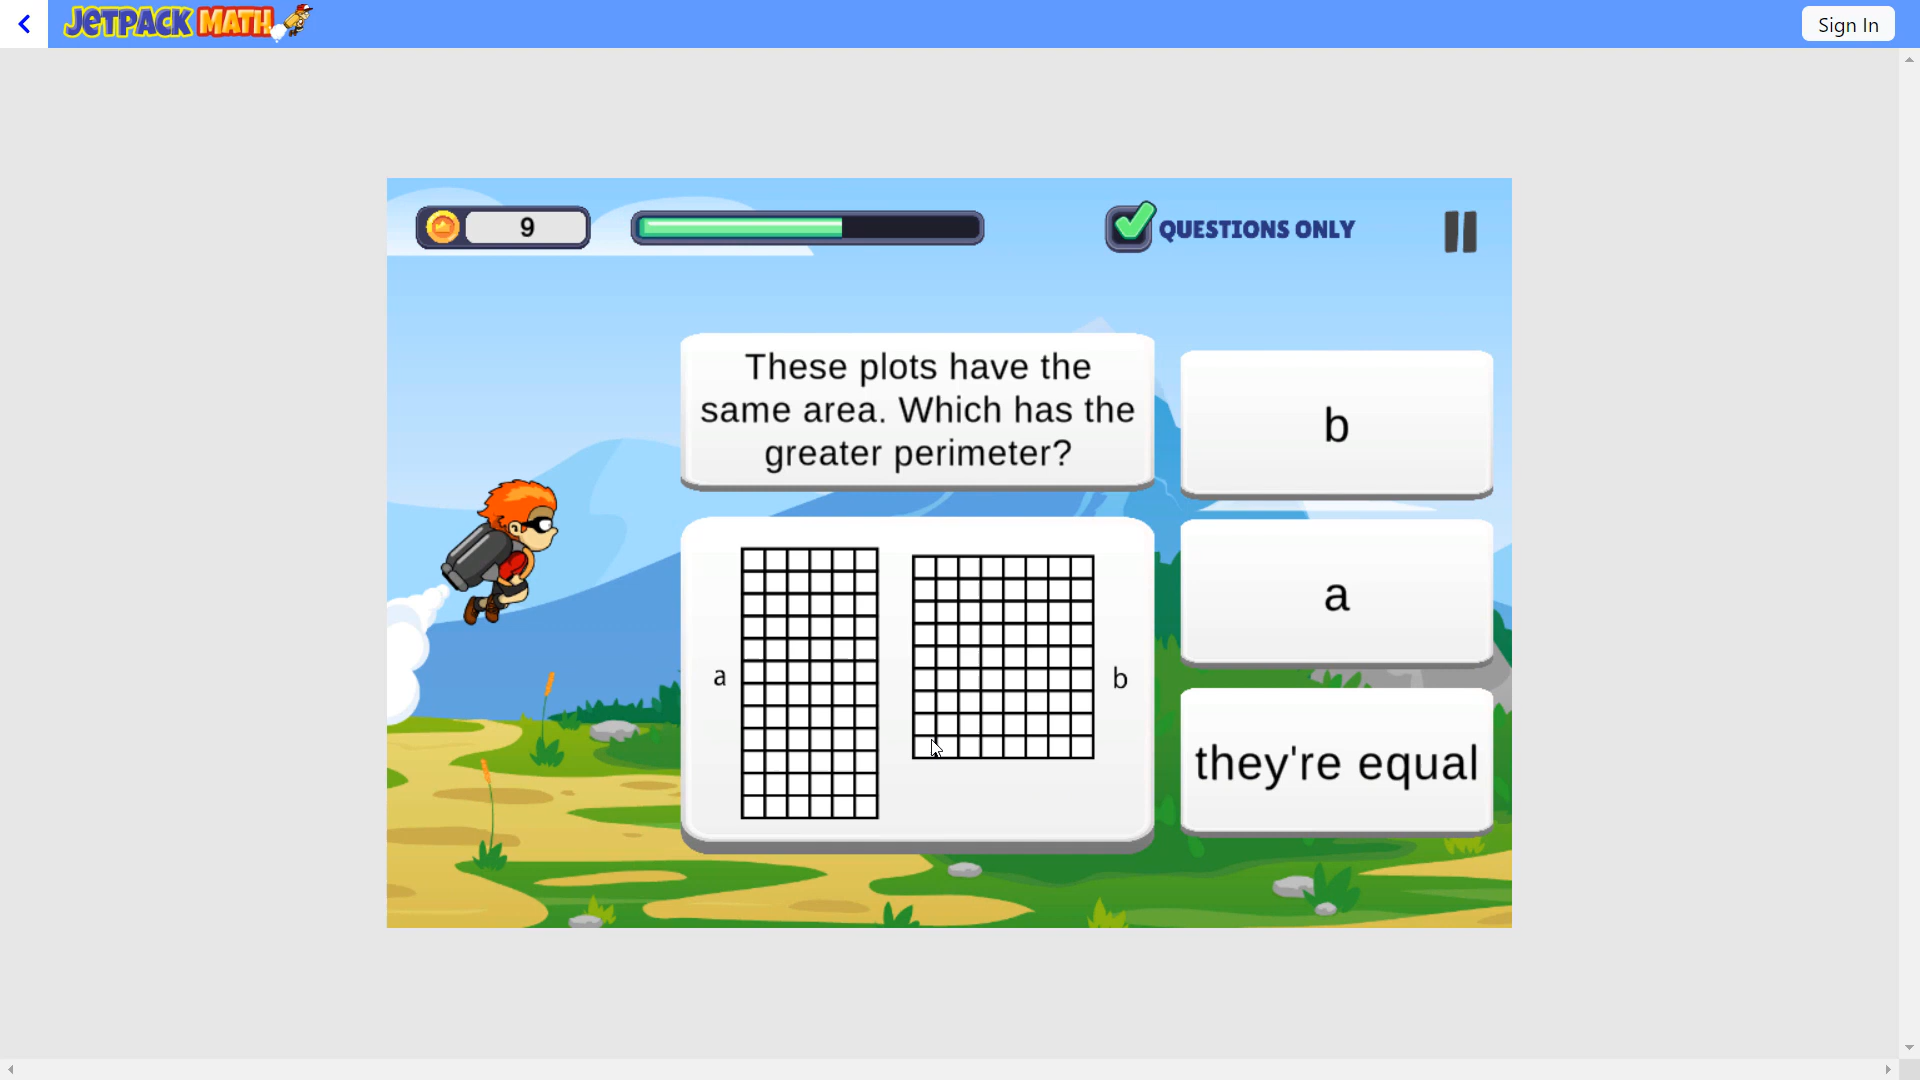 JETPACK MATH
Sign In
9
QUESTIONS ONLY
These plots have the
same area. Which has the
greater perimeter?
a
b
b
a
they're equal